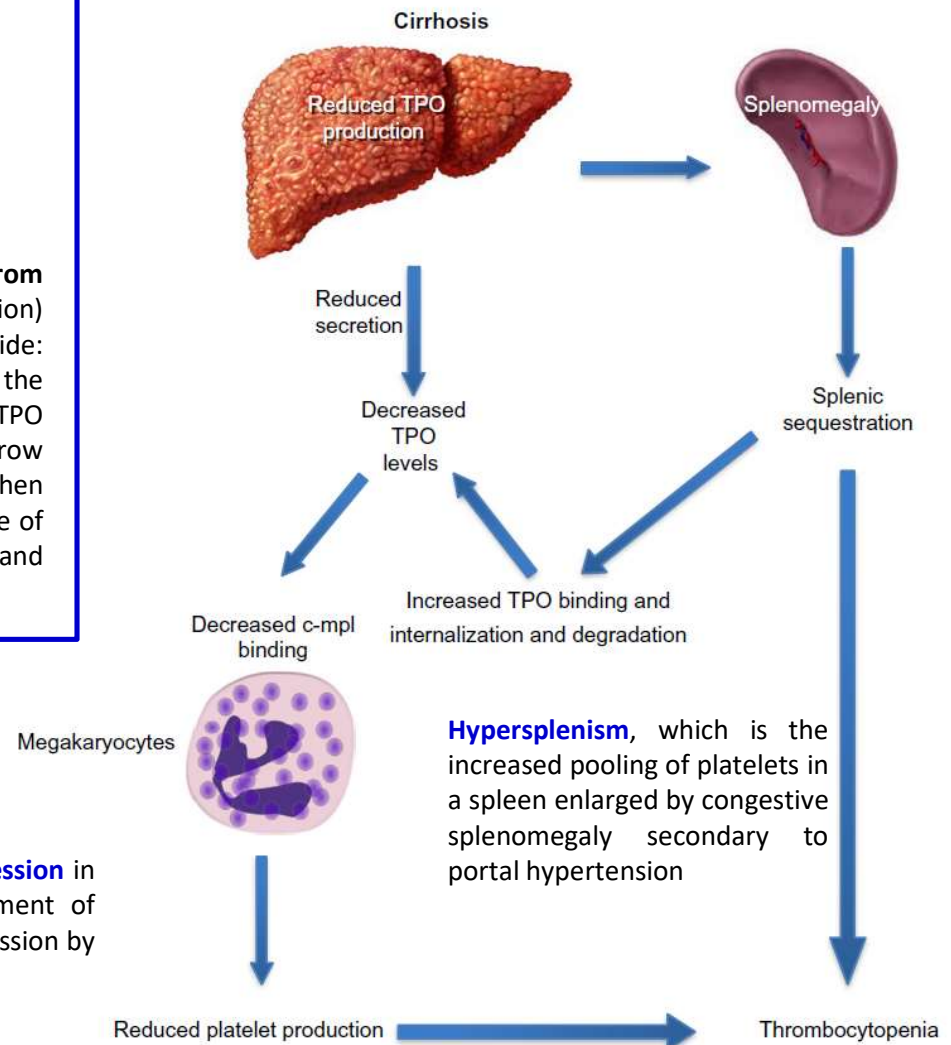 Cirrhosis
Reduced TPO
production
Splenomegaly
rom
ion)
ide:
the
TPO
row
hen
e of
and
Reduced
secretion
Decreased
TPO
levels
Splenic
sequestration
Increased TPO binding and
internalization and degradation
Decreased c-mpl
binding
Megakaryocytes
Hypersplenism, which is the
increased pooling of platelets in
a spleen enlarged by congestive
splenomegaly secondary to
portal hypertension
ession in
ment of
ssion by
Reduced platelet production
Thrombocytopenia